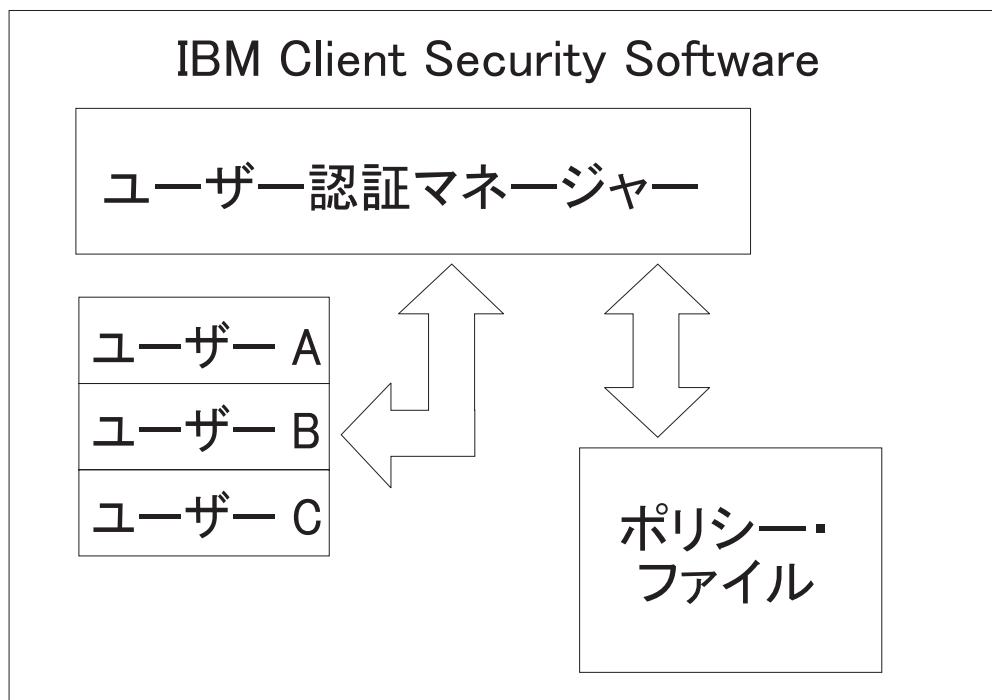 IBM Client Security Software
ユーザー認証マネージャー
ユーザー A
ユーザー B
ユーザー C
ポリシー・
ファイル